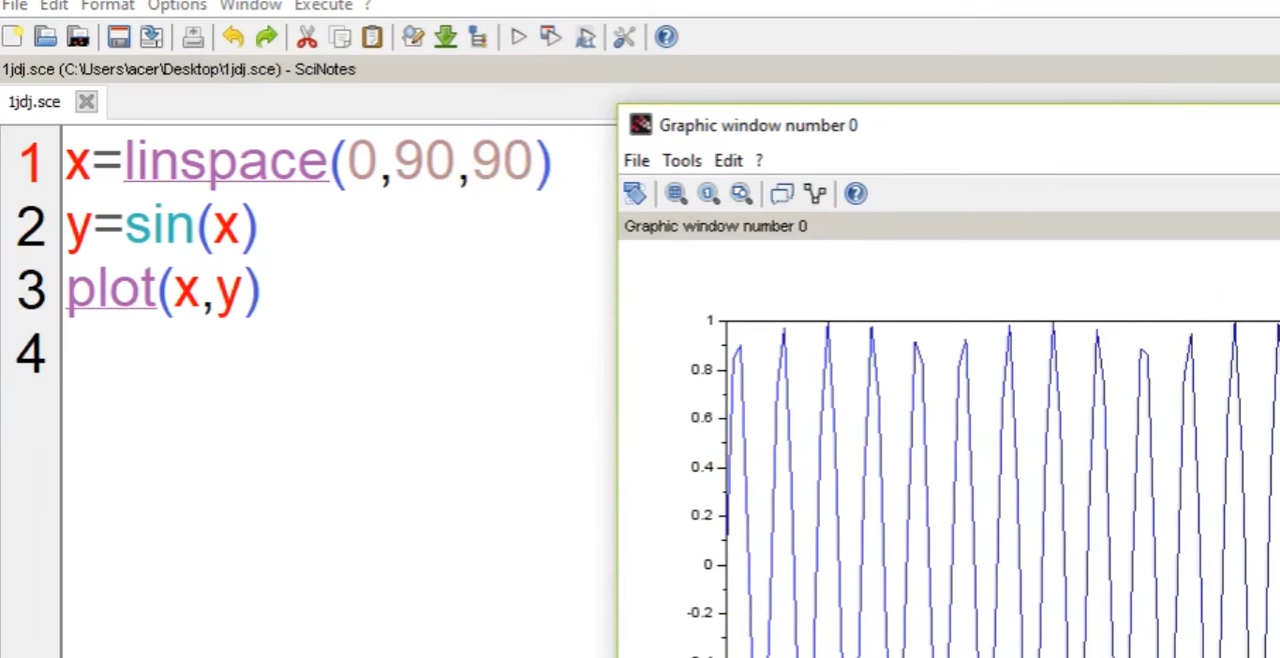 File Edit Format Options Window Execute ?
1jdj.sce (C:\Users\acer\Desktop\1jdj.sce) - SciNotes
1jdj.sce
1 x=linspace(0,90,90)
2 y=sin(x)
3 plot(x,y)
4
Graphic window number 0
File Tools Edit ?
Graphic window number 0
1
0.8
0.6
0.4
0.2
0
-0.2